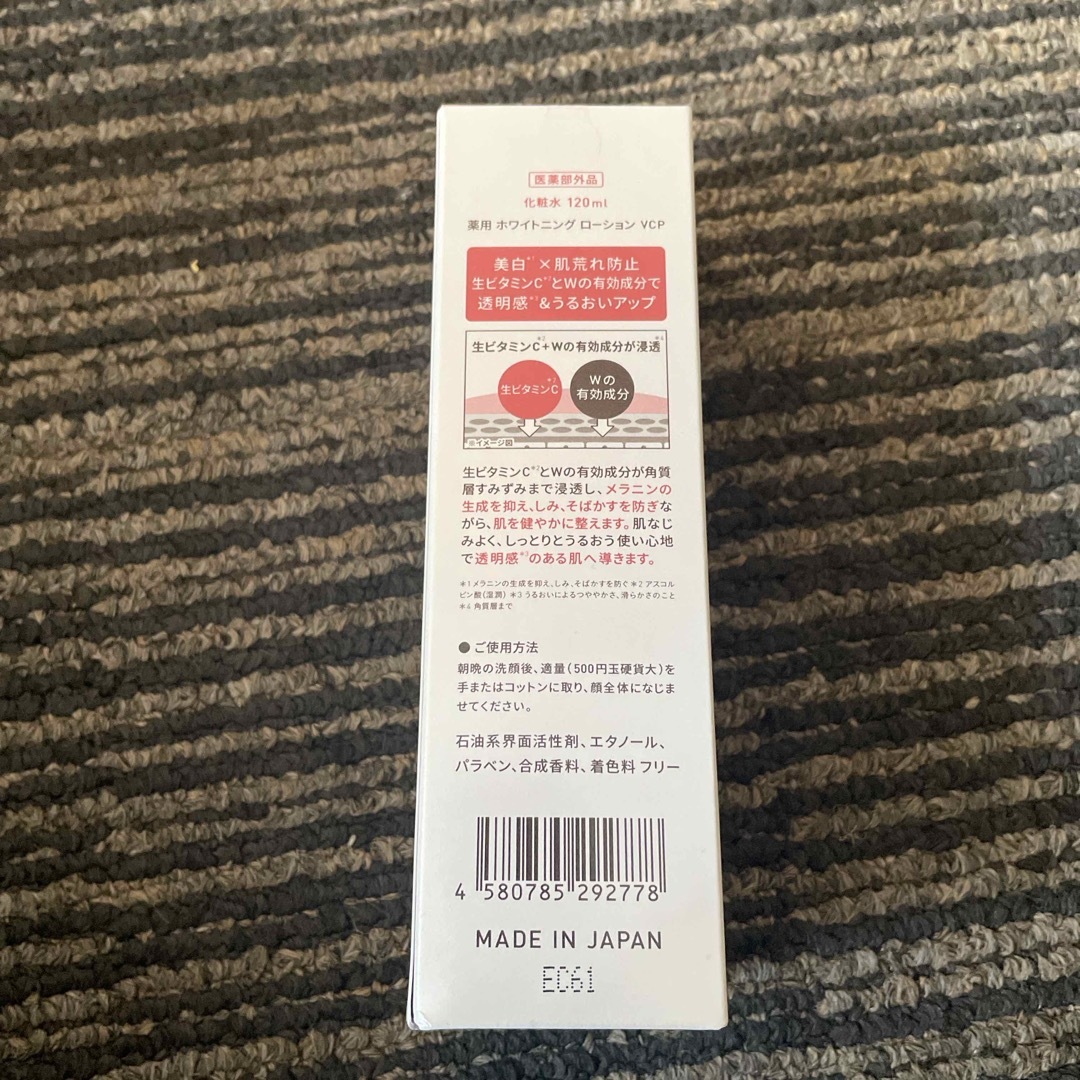 医薬部外品
化粧水 120ml
薬用 ホワイトニング ローション VCP
美白*1×肌荒れ防止
生ビタミンC*2とWの有効成分で
透明感*3&うるおいアップ
生ビタミンC*2+Wの有効成分が浸透*4
生ビタミンC*2
Wの
有効成分
※イメージ図
生ビタミンC*2とWの有効成分が角質
層すみずみまで浸透し、メラニンの
生成を抑え、しみ、そばかすを防ぎな
がら、肌を健やかに整えます。肌なじ
みよく、しっとりとうるおう使い心地
で透明感*3のある肌へ導きます。
*1 メラニンの生成を抑え、しみ、そばかすを防ぐ *2 アスコル
ビン酸(湿潤) *3 うるおいによるつややかさ、滑らかさのこと
*4 角質層まで
● ご使用方法
朝晩の洗顔後、適量(500円玉硬貨大)を
手またはコットンに取り、顔全体になじま
せてください。
石油系界面活性剤、エタノール、
パラベン、合成香料、着色料 フリー
4 580785 292778
MADE IN JAPAN
EC61